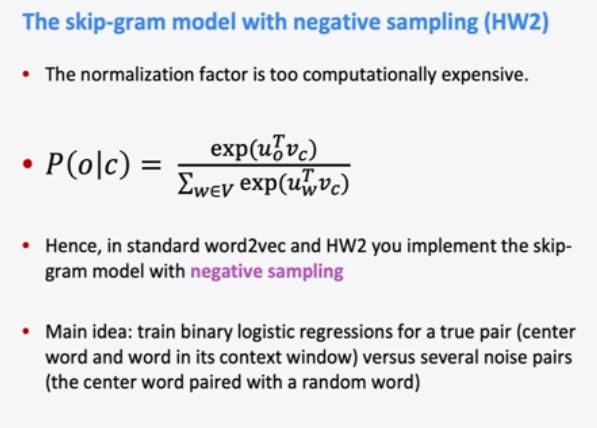 The skip-gram model with negative sampling (HW2)
• The normalization factor is too computationally expensive.
• P(o|c) = exp(u_o^T v_c) / Σ_{w∈V} exp(u_w^T v_c)
• Hence, in standard word2vec and HW2 you implement the skip-
gram model with negative sampling
• Main idea: train binary logistic regressions for a true pair (center
word and word in its context window) versus several noise pairs
(the center word paired with a random word)